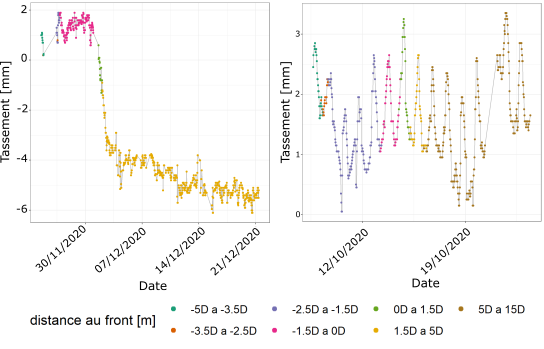 Tassement [mm]
2
0
-2
-4
-6
30/11/2020
07/12/2020
14/12/2020
21/12/2020
Date
Tassement [mm]
3
2
1
0
12/10/2020
19/10/2020
Date
distance au front [m]
-5D a -3.5D
-2.5D a -1.5D
0D a 1.5D
5D a 15D
-3.5D a -2.5D
-1.5D a 0D
1.5D a 5D